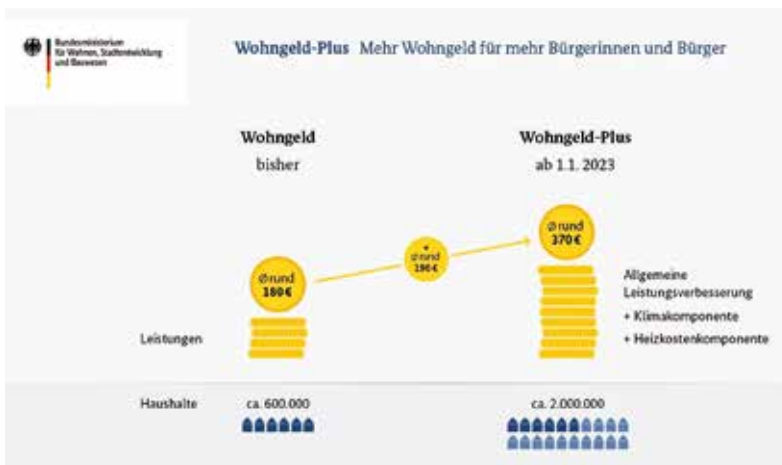 Bundesministerium
für Wohnen, Stadtentwicklung
und Bauwesen
Wohngeld-Plus Mehr Wohngeld für mehr Bürgerinnen und Bürger
Wohngeld
bisher
Wohngeld-Plus
ab 1.1. 2023
Ø rund
180 €
+
Ø rund
190 €
Ø rund
370 €
Allgemeine
Leistungsverbesserung
+ Klimakomponente
+ Heizkostenkomponente
Leistungen
Haushalte
ca. 600.000
ca. 2.000.000